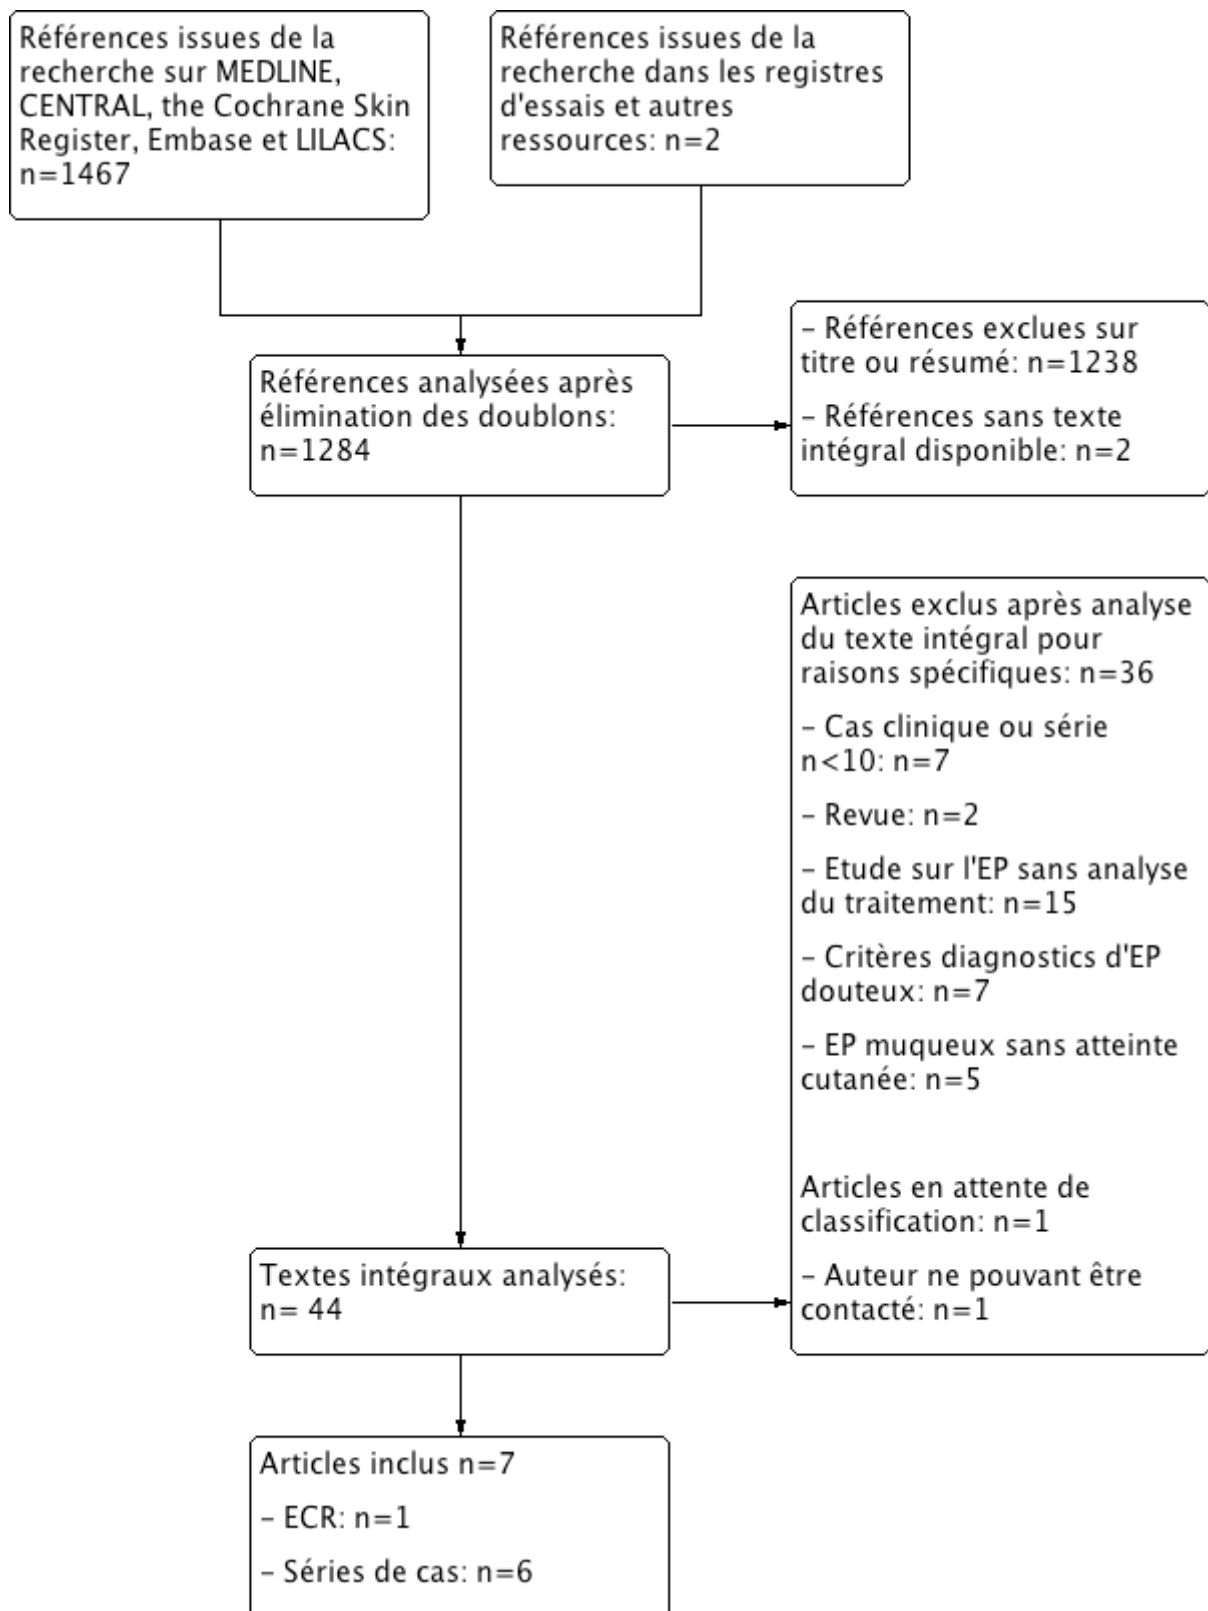 Références issues de la
recherche sur MEDLINE,
CENTRAL, the Cochrane Skin
Register, Embase et LILACS:
n=1467
Références issues de la
recherche dans les registres
d'essais et autres
ressources: n=2
Références analysées après
élimination des doublons:
n=1284
– Références exclues sur
titre ou résumé: n=1238
– Références sans texte
intégral disponible: n=2
Articles exclus après analyse
du texte intégral pour
raisons spécifiques: n=36
– Cas clinique ou série
n<10: n=7
– Revue: n=2
– Etude sur l'EP sans analyse
du traitement: n=15
– Critères diagnostics d'EP
douteux: n=7
– EP muqueux sans atteinte
cutanée: n=5
Articles en attente de
classification: n=1
– Auteur ne pouvant être
contacté: n=1
Textes intégraux analysés:
n= 44
Articles inclus n=7
– ECR: n=1
– Séries de cas: n=6